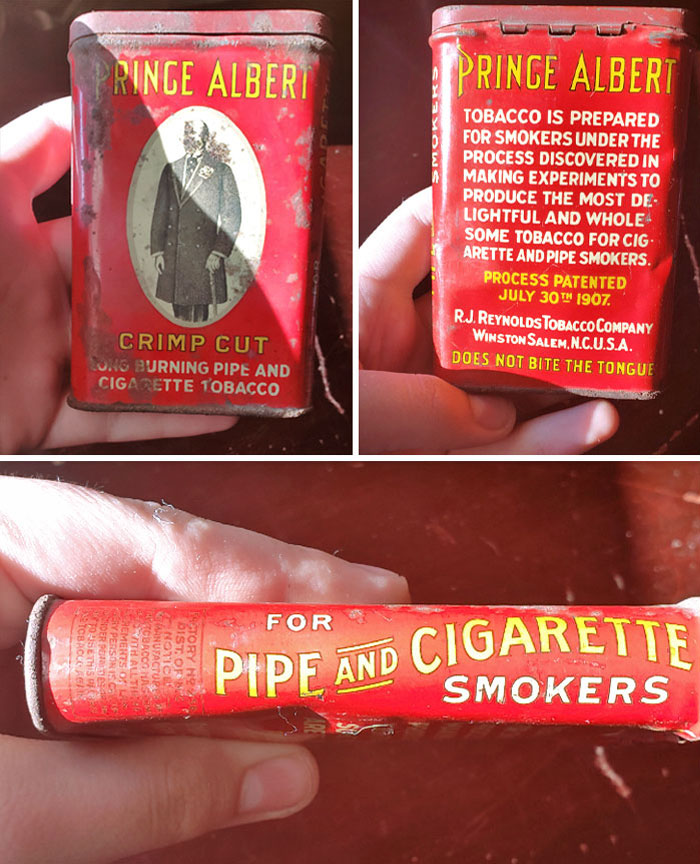 PRINCE ALBERT
CRIMP CUT
LONG BURNING PIPE AND
CIGARETTE TOBACCO
PRINCE ALBERT
TOBACCO IS PREPARED
FOR SMOKERS UNDER THE
PROCESS DISCOVERED IN
MAKING EXPERIMENTS TO
PRODUCE THE MOST DE-
LIGHTFUL AND WHOLE-
SOME TOBACCO FOR CIG-
ARETTE AND PIPE SMOKERS.
PROCESS PATENTED
JULY 30TH 1907.
R.J. REYNOLDS TOBACCO COMPANY
WINSTON SALEM, N.C. U.S.A.
DOES NOT BITE THE TONGUE
SMOKERS
FOR
PIPE AND CIGARETTE
SMOKERS